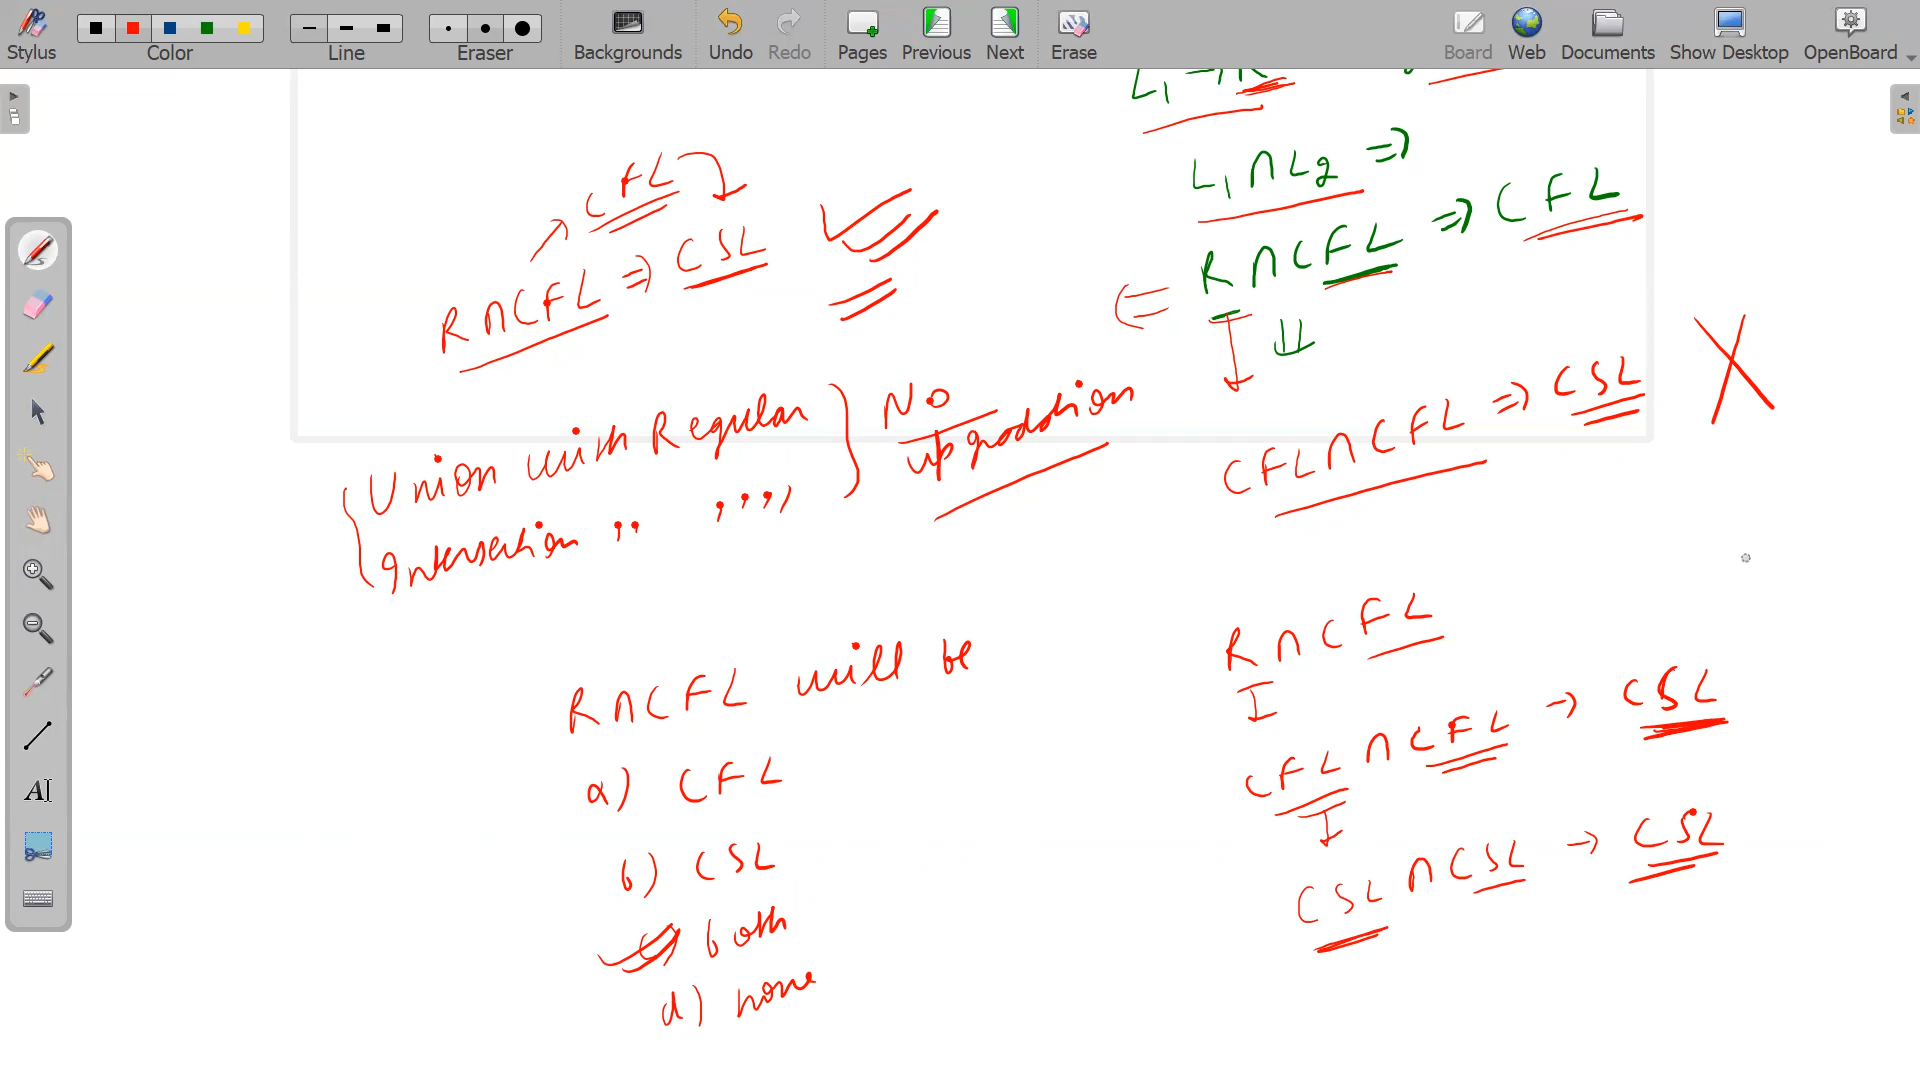 Stylus Color Line Eraser Backgrounds Undo Redo Pages Previous Next Erase Board Web Documents Show Desktop OpenBoard
L₁ → R
L₁ ∩ L₂ ⇒
R ∩ CFL ⇒ CFL
CFL ∩ CFL ⇒ CSL
CFL
R ∩ CFL ⇒ CSL
Union with Regular
Intersection ,, ,,,,
No
upgradation
R ∩ CFL will be
a) CFL
b) CSL
c) both
d) none
R ∩ CFL
CFL ∩ CFL → CSL
CSL ∩ CSL → CSL
AI